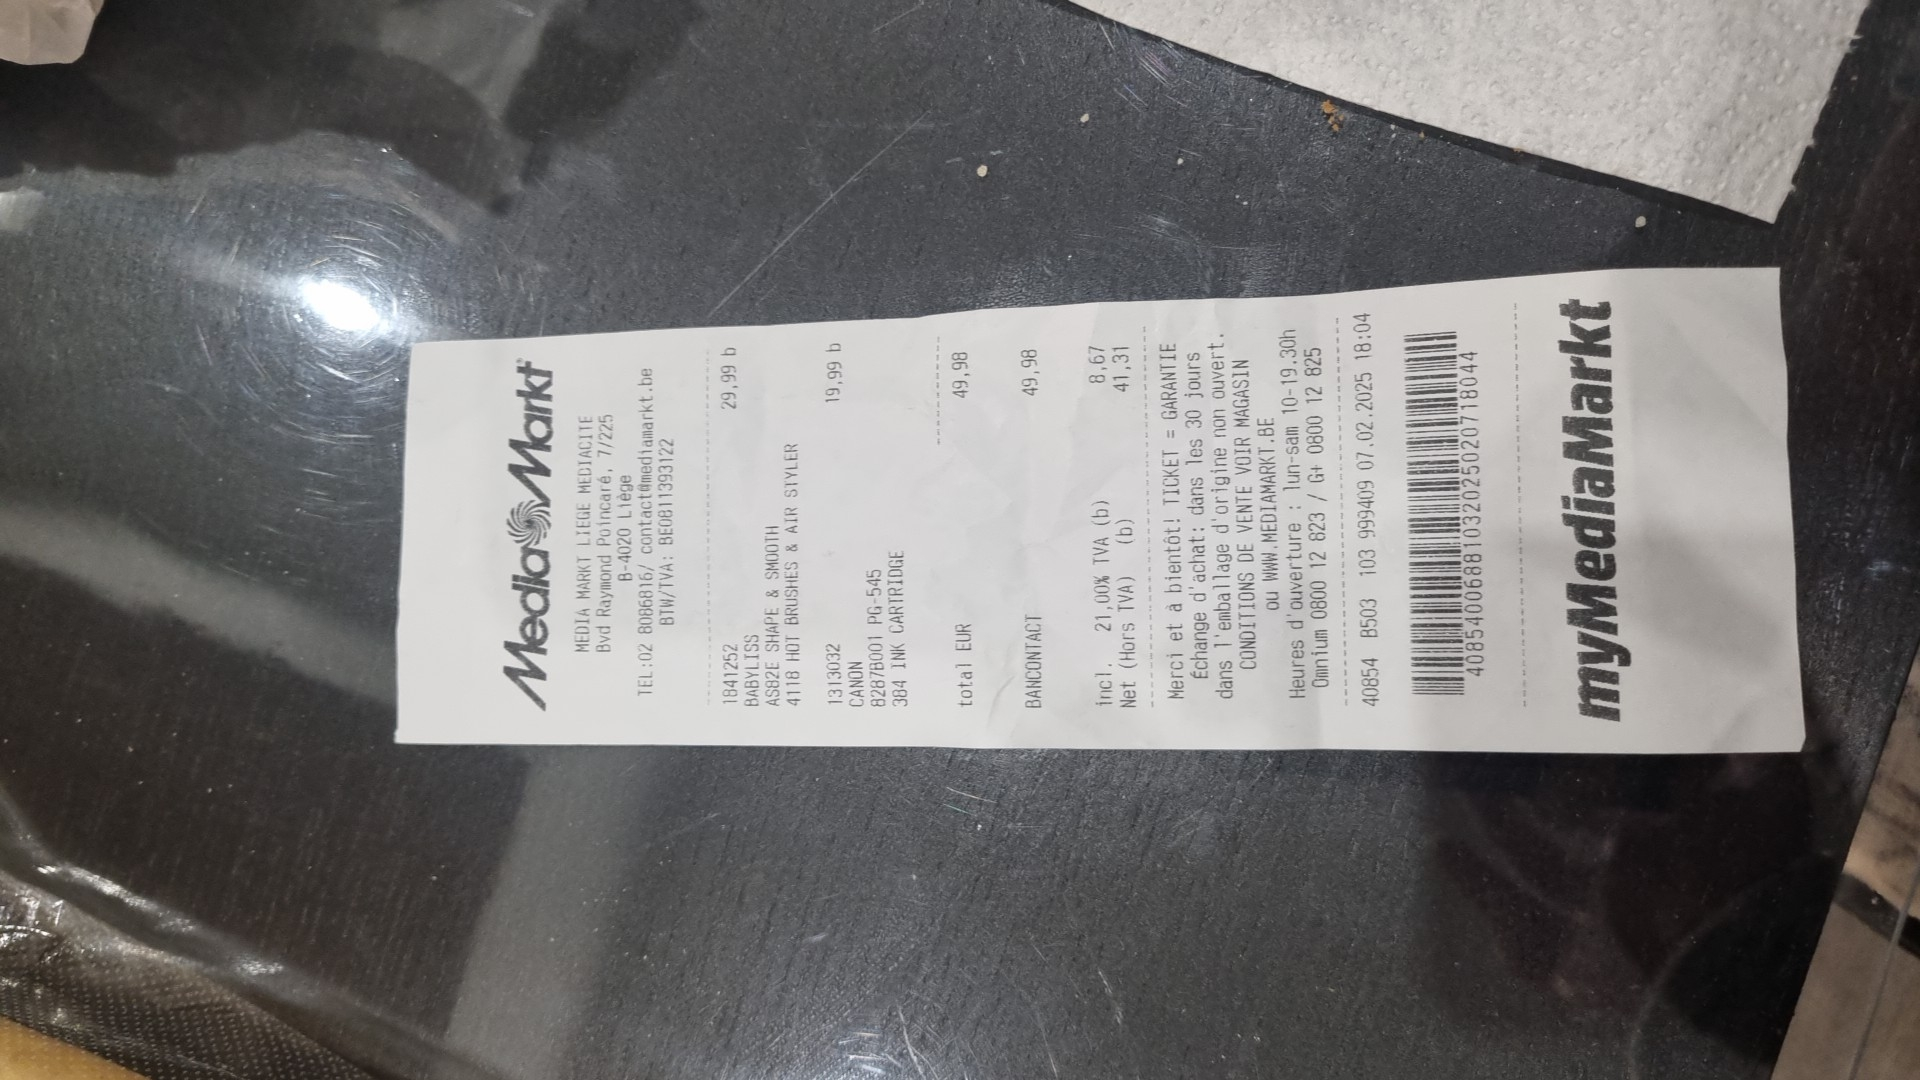 MediaMarkt
MEDIA MARKT LIEGE MEDIACITE
Bvd Raymond Poincaré, 7/225
B-4020 Liège
TEL:02 8086816/ contact@mediamarkt.be
BTW/TVA: BE0811393122
1841252 29,99 b
BABYLISS
AS82E SHAPE & SMOOTH
4118 HOT BRUSHES & AIR STYLER
1313032 19,99 b
CANON
8287B001 PG-545
384 INK CARTRIDGE
total EUR 49,98
BANCONTACT 49,98
incl. 21,00% TVA (b) 8,67
Net (Hors TVA) (b) 41,31
Merci et à bientôt! TICKET = GARANTIE
Échange d'achat: dans les 30 jours
dans l'emballage d'origine non ouvert.
CONDITIONS DE VENTE VOIR MAGASIN
ou WWW.MEDIAMARKT.BE
Heures d'ouverture : lun-sam 10-19.30h
Omnium 0800 12 823 / G+ 0800 12 825
40854 B503 103 999409 07.02.2025 18:04
4085400688103202502071 8044
myMediaMarkt